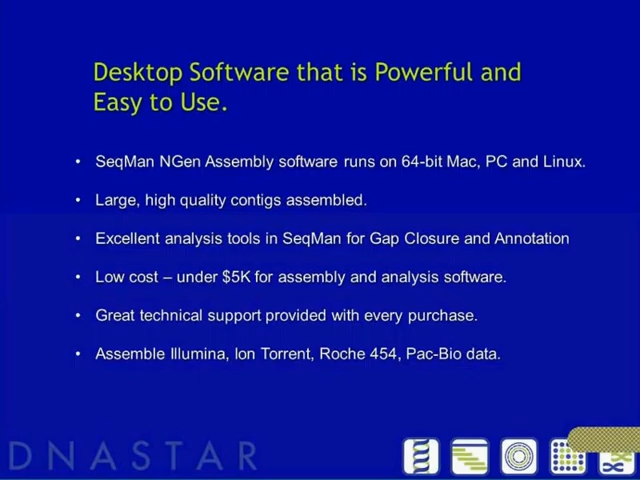 Desktop Software that is Powerful and
Easy to Use.
• SeqMan NGen Assembly software runs on 64-bit Mac, PC and Linux.
• Large, high quality contigs assembled.
• Excellent analysis tools in SeqMan for Gap Closure and Annotation
• Low cost – under $5K for assembly and analysis software.
• Great technical support provided with every purchase.
• Assemble Illumina, Ion Torrent, Roche 454, Pac-Bio data.
DNASTAR